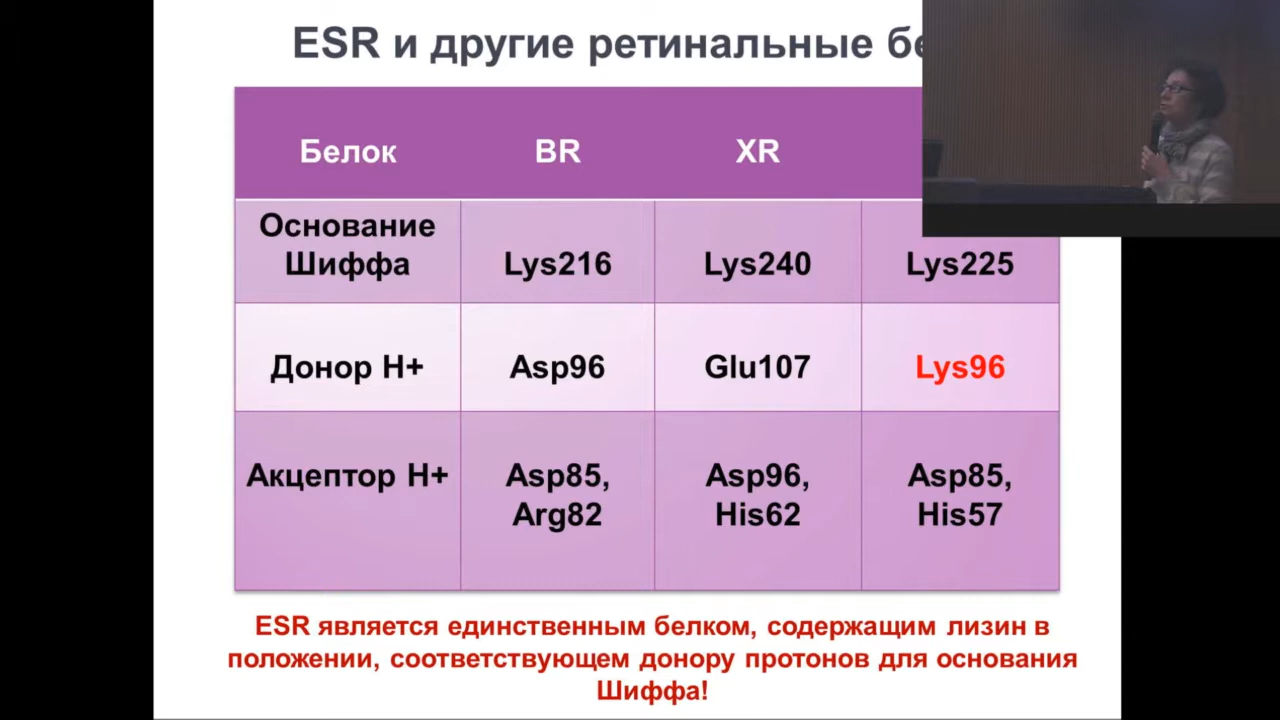 ESR и другие ретинальные
Белок BR XR
Основание
Шиффа Lys216 Lys240 Lys225
Донор H+ Asp96 Glu107 Lys96
Акцептор H+ Asp85, Asp96, Asp85,
Arg82 His62 His57
ESR является единственным белком, содержащим лизин в
положении, соответствующем донору протонов для основания
Шиффа!